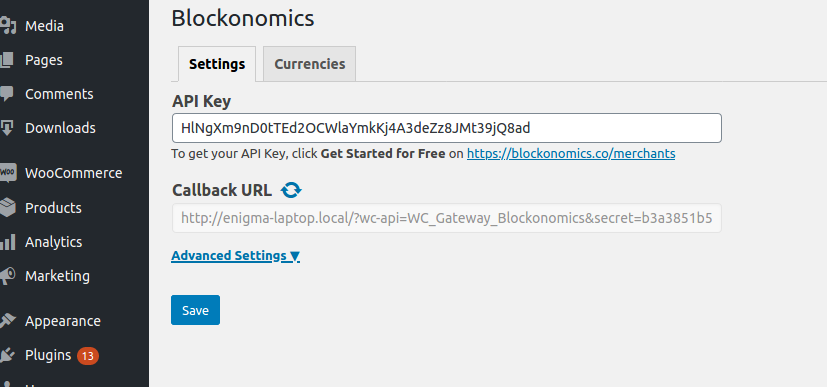 Blockonomics
Media
Pages
Comments
Downloads
WooCommerce
Products
Analytics
Marketing
Appearance
Plugins 13
Settings
Currencies
API Key
HlNgXm9nD0tTEd2OCWlaYmkKj4A3deZz8JMt39jQ8ad
To get your API Key, click Get Started for Free on https://blockonomics.co/merchants
Callback URL
http://enigma-laptop.local/?wc-api=WC_Gateway_Blockonomics&secret=b3a3851b5
Advanced Settings ▼
Save